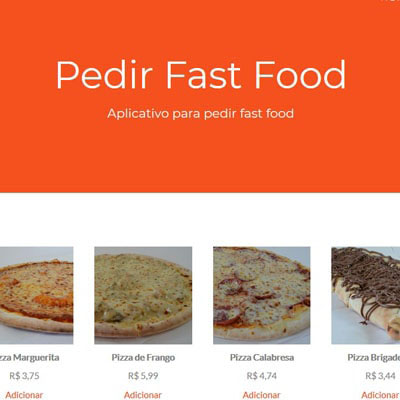 Pedir Fast Food
Aplicativo para pedir fast food
zza Marguerita Pizza de Frango Pizza Calabresa Pizza Brigade
R$ 3,75 R$ 5,99 R$ 4,74 R$ 3,44
Adicionar Adicionar Adicionar Adicionar